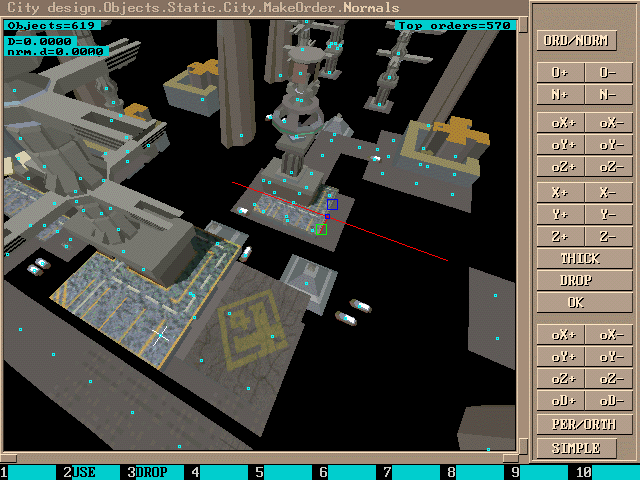 City design.Objects.Static.City.MakeOrder.Normals
Objects=619 Top orders=570
D=0.0000
nrm.d=0.0000
ORD/NORM
O+ O-
N+ N-
oX+ oX-
oY+ oY-
oZ+ oZ-
X+ X-
Y+ Y-
Z+ Z-
THICK
DROP
OK
oX+ oX-
oY+ oY-
oZ+ oZ-
oD+ oD-
PER/ORTH
SIMPLE
1 2USE 3DROP 4 5 6 7 8 9 10